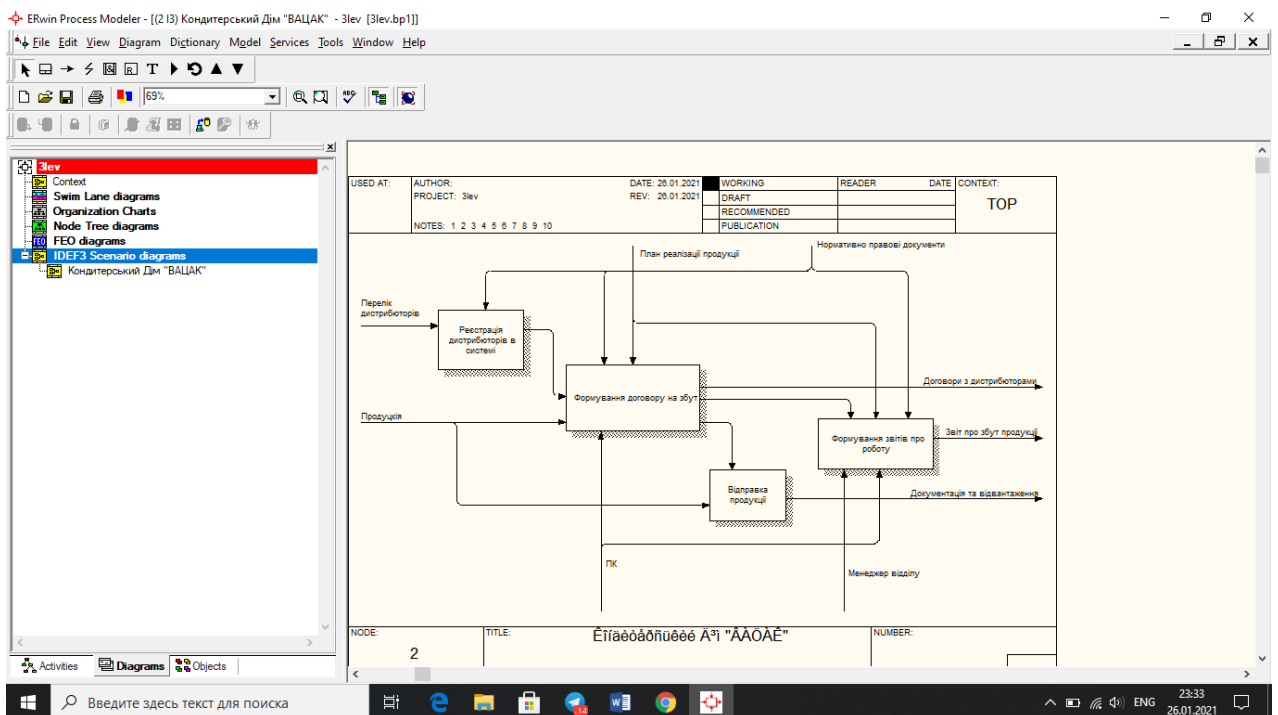 ERwin Process Modeler - [(2 I3) Кондитерський Дім "ВАЦАК" - 3lev [3lev.bp1]]
File Edit View Diagram Dictionary Model Services Tools Window Help
69%
3lev
Context
Swim Lane diagrams
Organization Charts
Node Tree diagrams
FEO diagrams
IDEF3 Scenario diagrams
Кондитерський Дім "ВАЦАК"
Activities Diagrams Objects
USED AT: AUTHOR: DATE: 26.01.2021 WORKING READER DATE CONTEXT:
PROJECT: 3lev REV: 26.01.2021 DRAFT
TOP
RECOMMENDED
NOTES: 1 2 3 4 5 6 7 8 9 10 PUBLICATION
План реалізації продукції
Нормативно правові документи
Перелік
дистрибюторів
Реєстрація
дистрибюторів в
системі
Формування договору на збут
Договори з дистрибюторами
Продуцкія
Формування звітів про
роботу
Звіт про збут продукції
Відправка
продукції
Документація та відвантаження
ПК
Менеджер відділу
NODE: TITLE: NUMBER:
Êîíäèòåðñüêèé Ä³ì "ÂÀÖÀÊ"
2
Введите здесь текст для поиска
14
ENG
23:33
26.01.2021